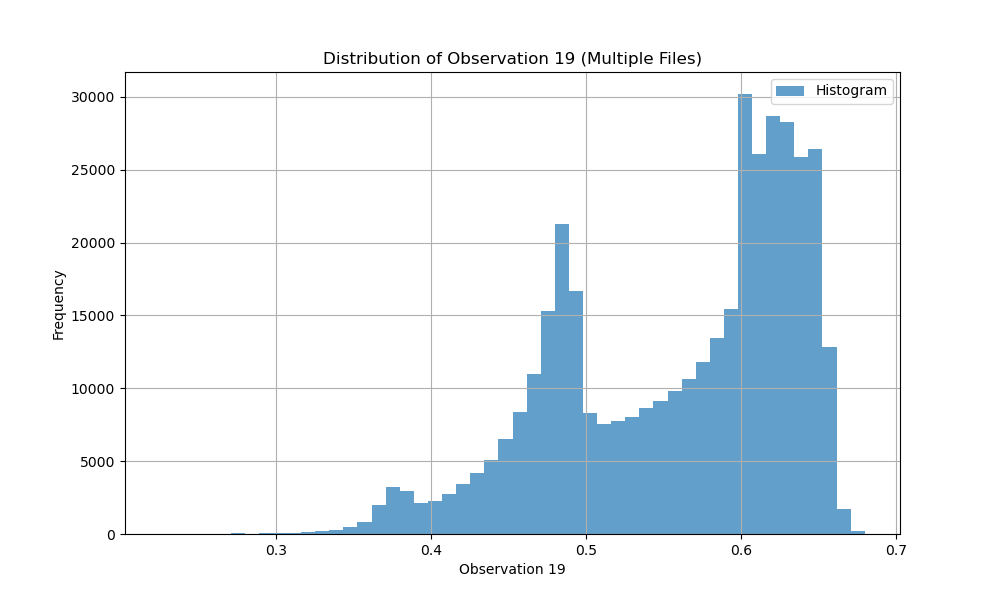 Distribution of Observation 19 (Multiple Files)
Histogram
30000
25000
20000
15000
10000
5000
0
Frequency
0.3 0.4 0.5 0.6 0.7
Observation 19